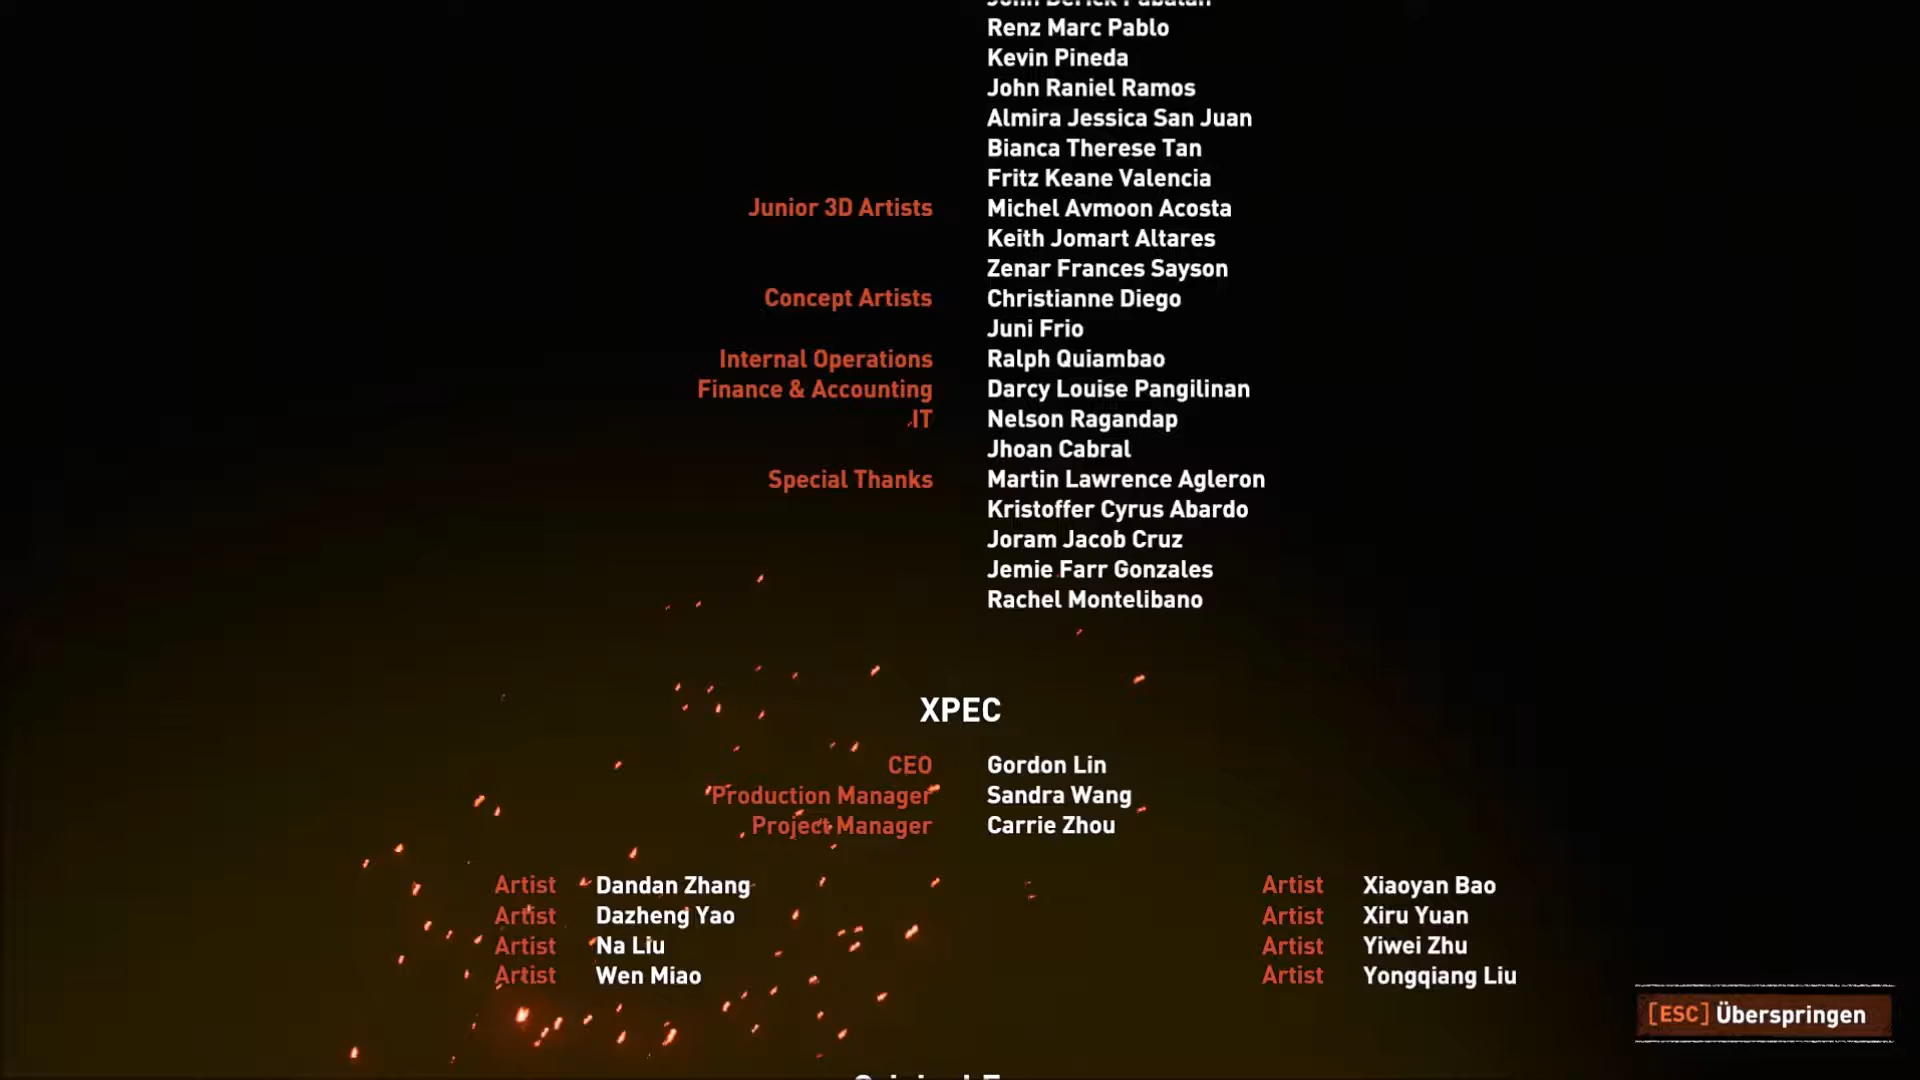 Renz Marc Pablo
Kevin Pineda
John Raniel Ramos
Almira Jessica San Juan
Bianca Therese Tan
Fritz Keane Valencia
Junior 3D Artists Michel Avmoon Acosta
Keith Jomart Altares
Zenar Frances Sayson
Concept Artists Christianne Diego
Juni Frio
Internal Operations Ralph Quiambao
Finance & Accounting Darcy Louise Pangilinan
IT Nelson Ragandap
Jhoan Cabral
Special Thanks Martin Lawrence Agleron
Kristoffer Cyrus Abardo
Joram Jacob Cruz
Jemie Farr Gonzales
Rachel Montelibano
XPEC
CEO Gordon Lin
Production Manager Sandra Wang
Project Manager Carrie Zhou
Artist Dandan Zhang Artist Xiaoyan Bao
Artist Dazheng Yao Artist Xiru Yuan
Artist Na Liu Artist Yiwei Zhu
Artist Wen Miao Artist Yongqiang Liu
[ESC] Überspringen